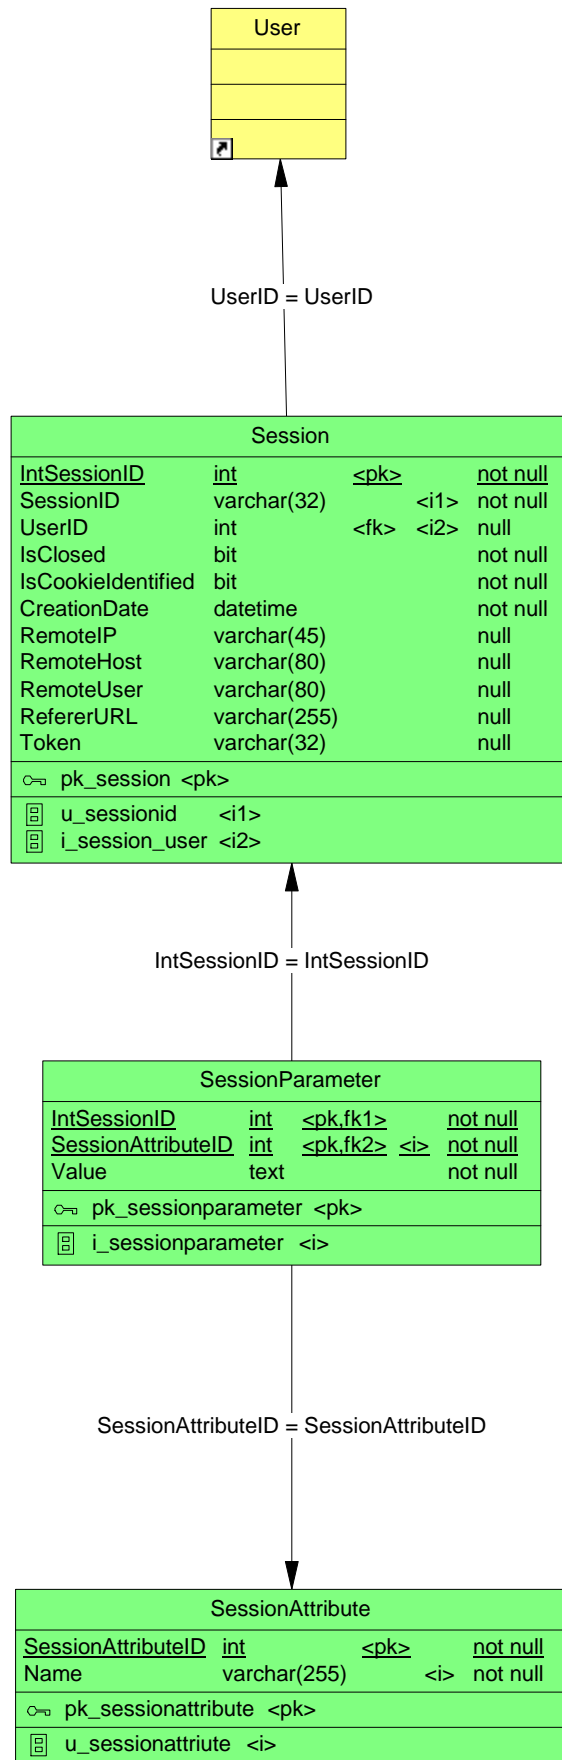 User
UserID = UserID
Session
IntSessionID int <pk> not null
SessionID varchar(32) <i1> not null
UserID int <fk> <i2> null
IsClosed bit not null
IsCookieIdentified bit not null
CreationDate datetime not null
RemoteIP varchar(45) null
RemoteHost varchar(80) null
RemoteUser varchar(80) null
RefererURL varchar(255) null
Token varchar(32) null
pk_session <pk>
u_sessionid <i1>
i_session_user <i2>
IntSessionID = IntSessionID
SessionParameter
IntSessionID int <pk,fk1> not null
SessionAttributeID int <pk,fk2> <i> not null
Value text not null
pk_sessionparameter <pk>
i_sessionparameter <i>
SessionAttributeID = SessionAttributeID
SessionAttribute
SessionAttributeID int <pk> not null
Name varchar(255) <i> not null
pk_sessionattribute <pk>
u_sessionattriute <i>